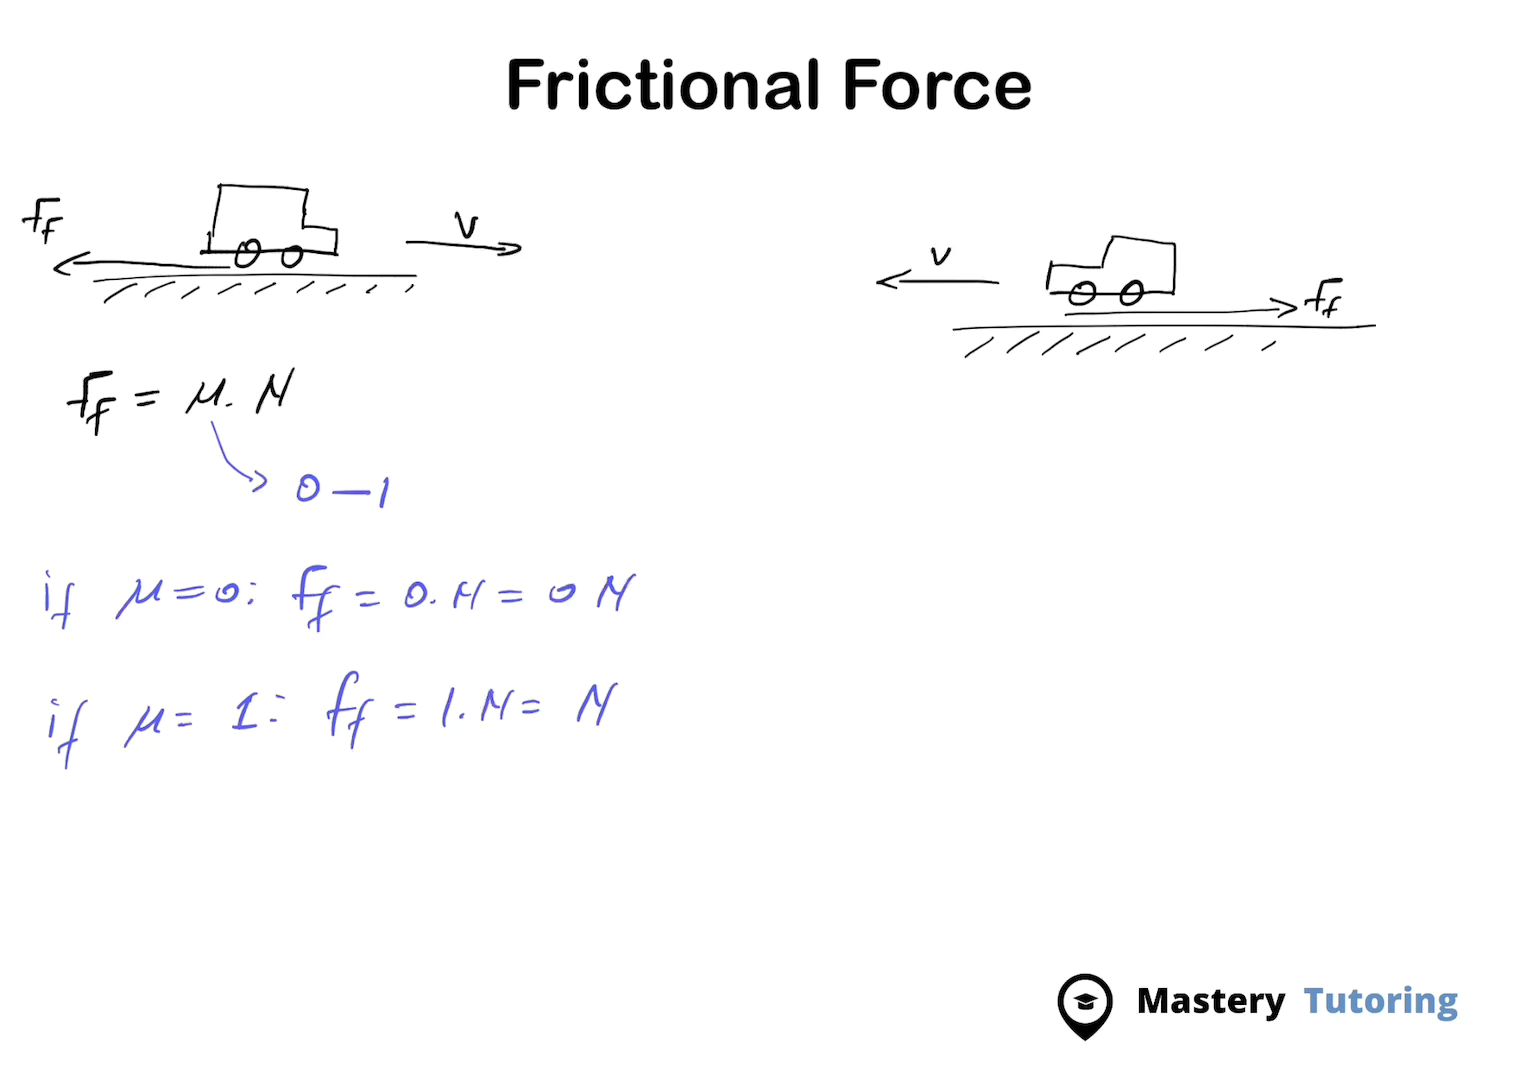 Frictional Force
Ff
v
v
Ff
Ff = μ. N
0 – 1
if μ = 0: Ff = 0. N = 0 N
if μ = 1: Ff = 1. N = N
Mastery Tutoring